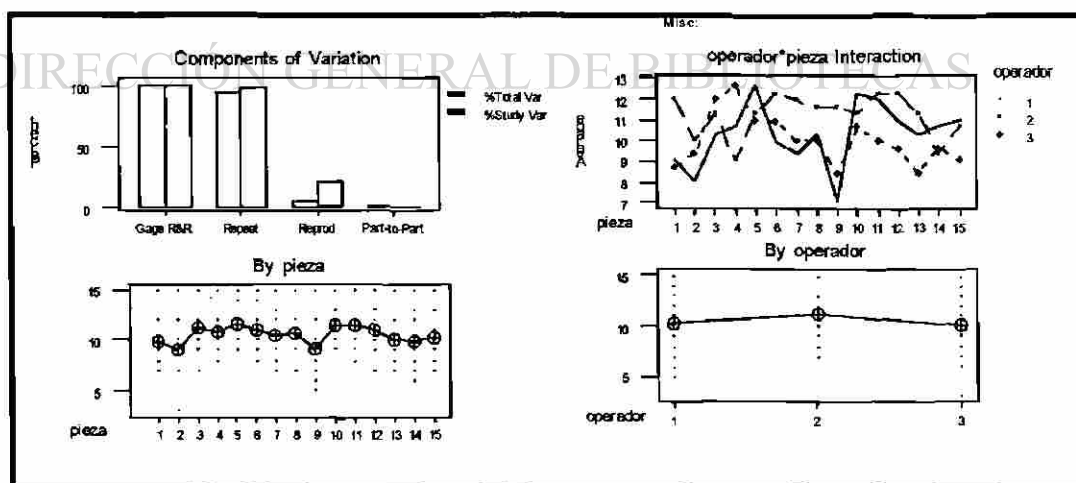 Misc:
DIRECCIÓN GENERAL DE BIBLIOTECAS
Components of Variation
100
50
0
Gage R&R Repeat Reprod Part-to-Part
%Total Var
%Study Var
operador*pieza Interaction
13
12
11
10
9
8
7
pieza 1 2 3 4 5 6 7 8 9 10 11 12 13 14 15
operador
1
2
3
By pieza
15
10
5
pieza 1 2 3 4 5 6 7 8 9 10 11 12 13 14 15
By operador
15
10
5
operador 1 2 3